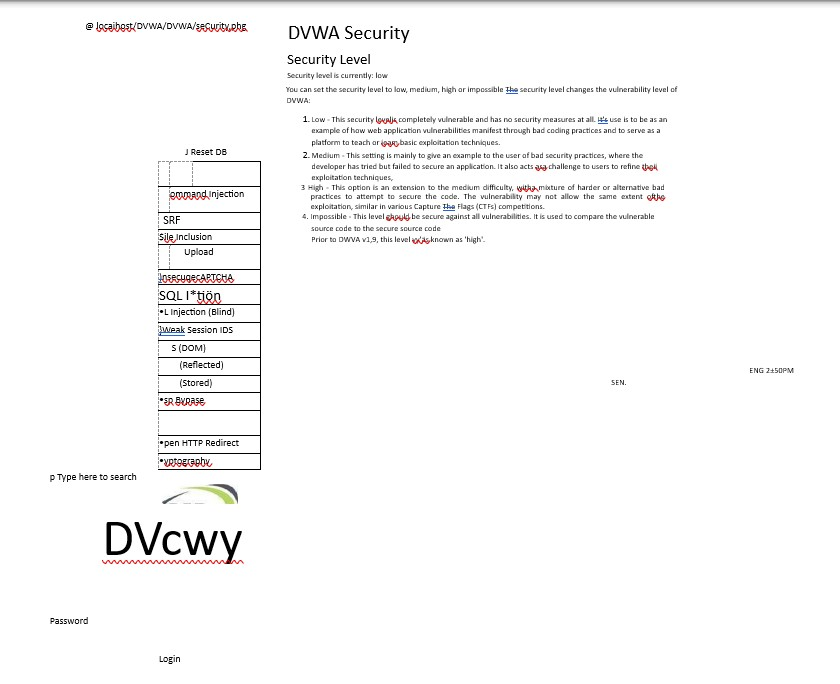 @ locaihost/DVWA/DVWA/seCurity.phg
DVWA Security
Security Level
Security level is currently: low
You can set the security level to low, medium, high or impossible The security level changes the vulnerability level of
DVWA:
1. Low - This security completely vulnerable and has no security measures at all. It's use is to be as an
example of how web application vulnerabilities manifest through bad coding practices and to serve as a
platform to teach or basic exploitation techniques.
2. Medium - This setting is mainly to give an example to the user of bad security practices, where the
developer has tried but failed to secure an application. It also acts challenge to users to refine
exploitation techniques,
3 High - This option is an extension to the medium difficulty, mixture of harder or alternative bad
practices to attempt to secure the code. The vulnerability may not allow the same extent
exploitation, similar in various Capture The Flags (CTFs) competitions.
4. Impossible - This level should be secure against all vulnerabilities. It is used to compare the vulnerable
source code to the secure source code
Prior to DWVA v1,9, this level known as 'high'.
J Reset DB
ommand Injection
SRF
Sile Inclusion
Upload
InsecuqecAPTCHA
SQL I*tiön
•L Injection (Blind)
)Weak Session IDS
S (DOM)
(Reflected)
(Stored)
•sp Bypase
•pen HTTP Redirect
•yptography
ENG 2±50PM
SEN.
p Type here to search
DVcwy
Password
Login